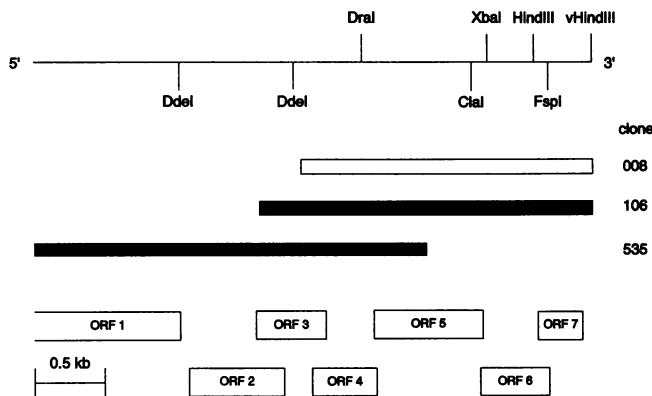 DraI XbaI HindIII vHindIII
5' 3'
DdeI DdeI ClaI FspI
clone
008
106
535
ORF 1 ORF 3 ORF 5 ORF 7
0.5 kb
ORF 2 ORF 4 ORF 6